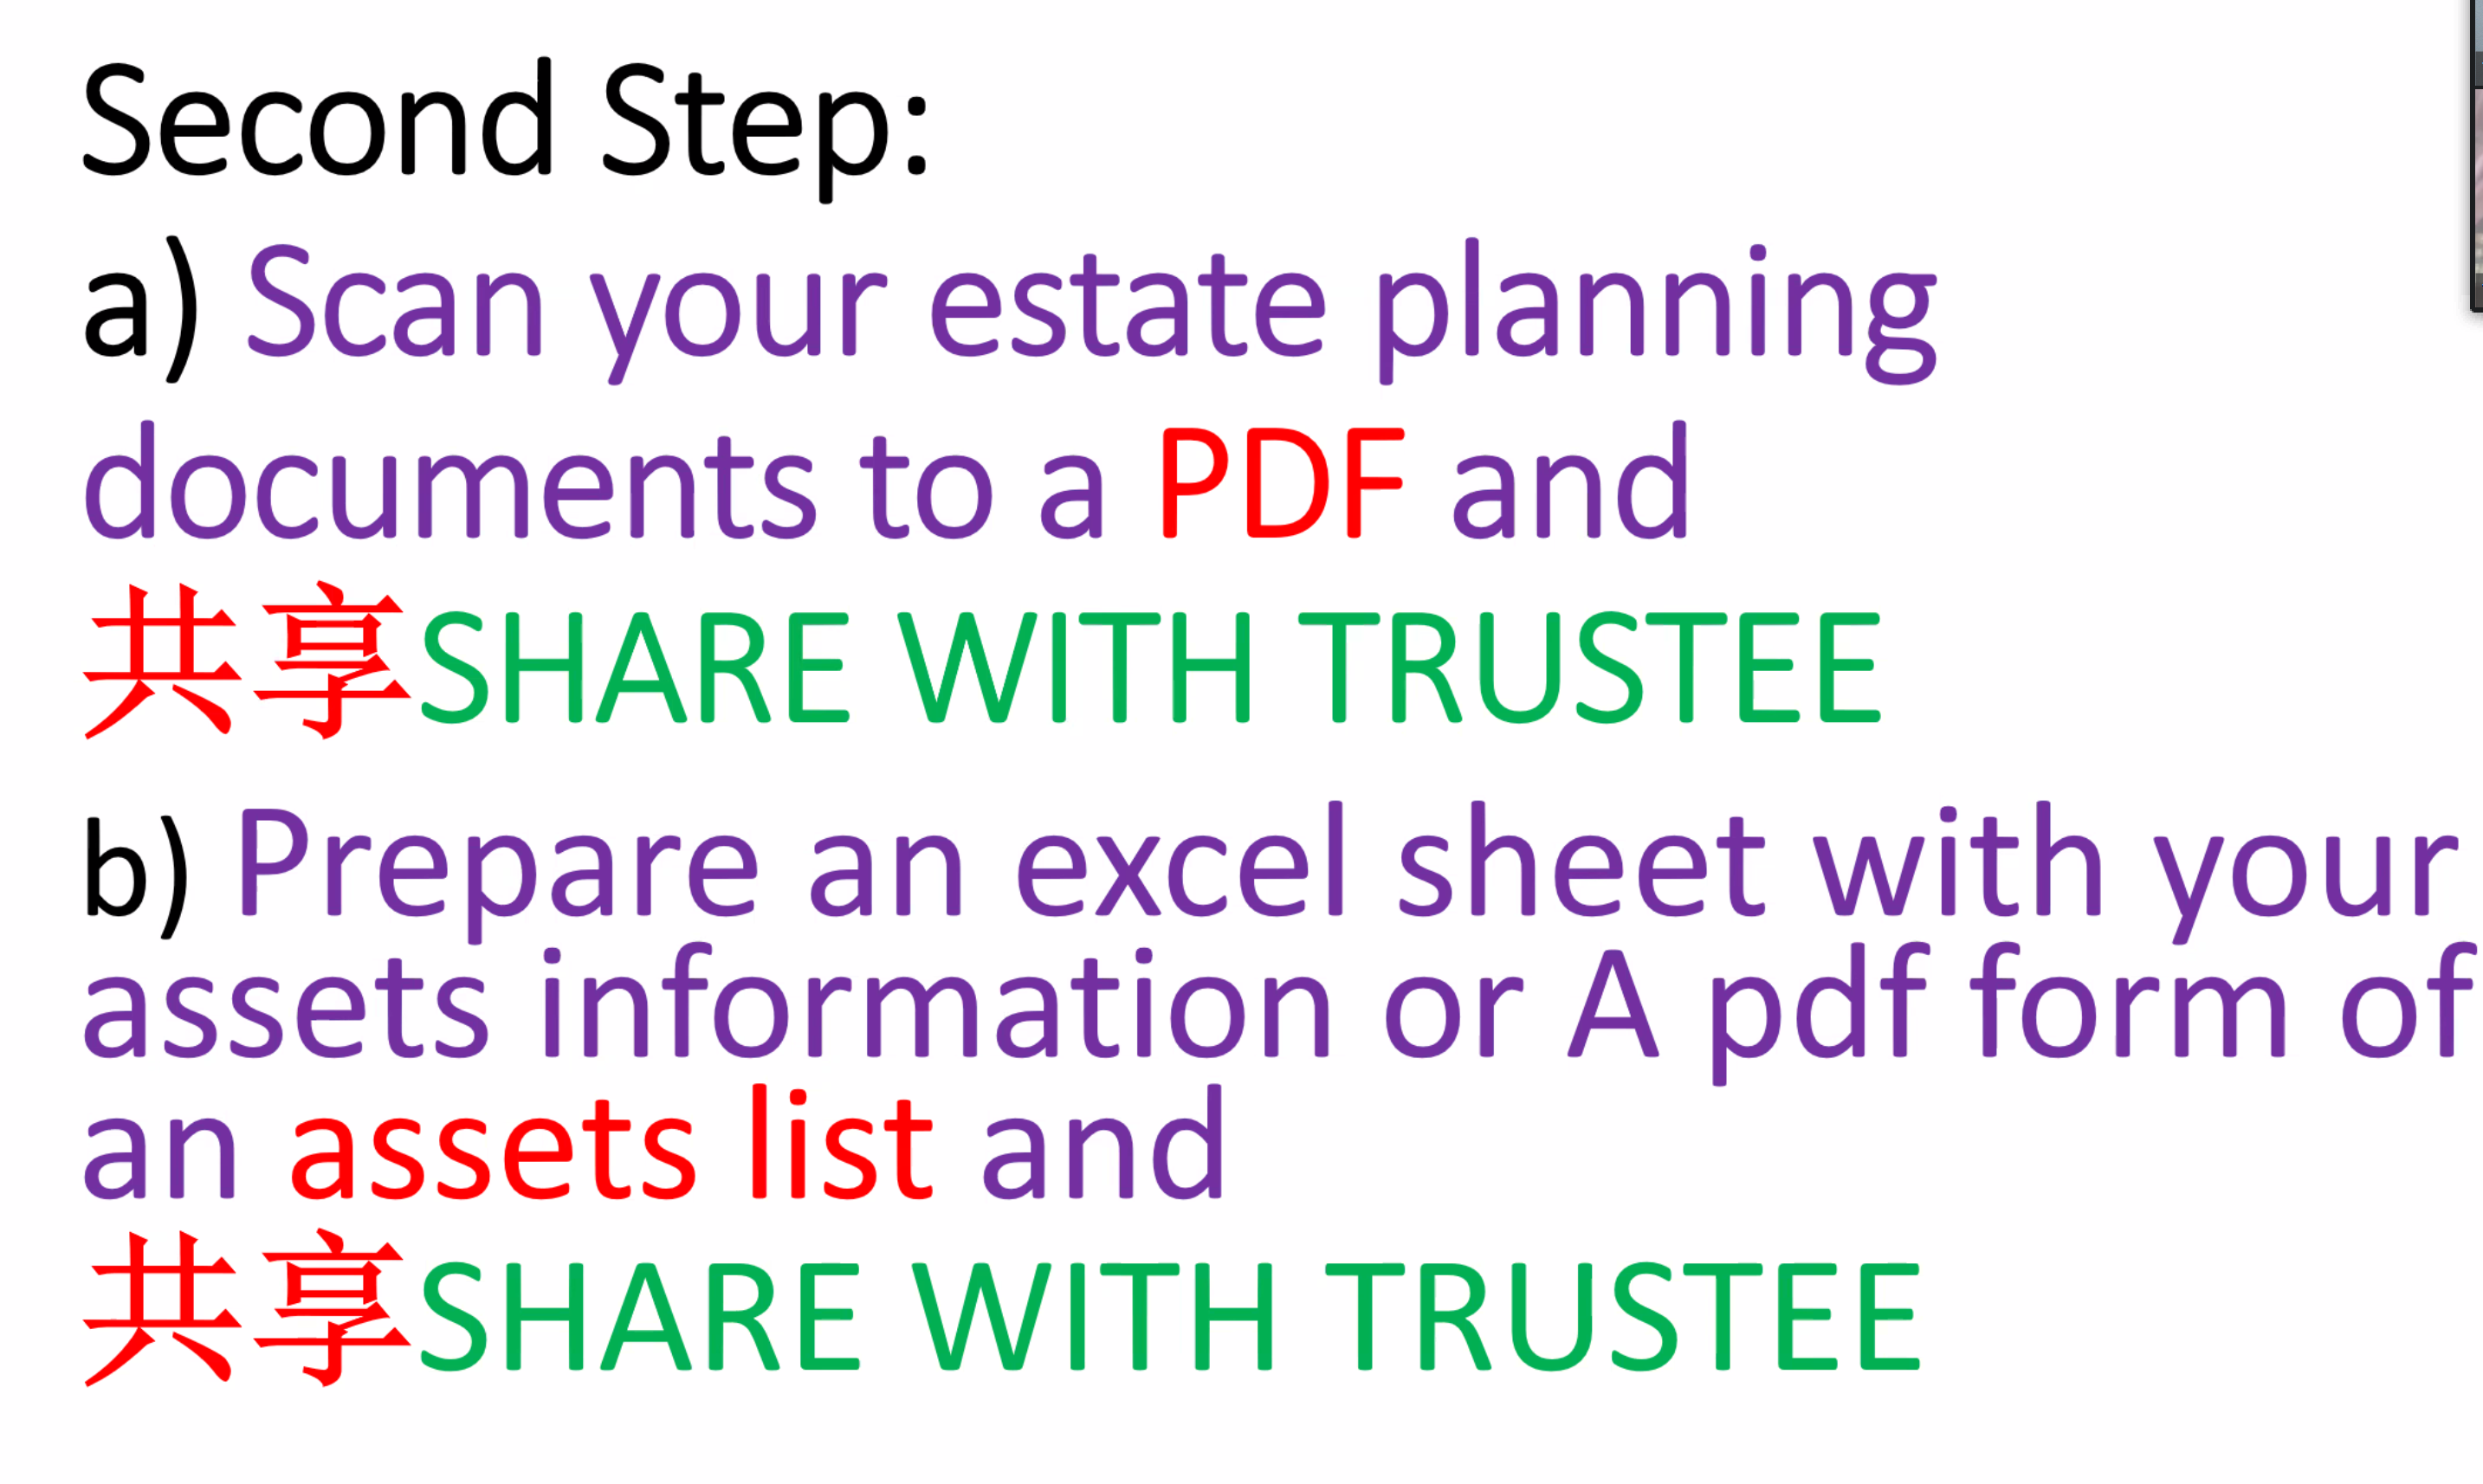 Second Step:
a) Scan your estate planning
documents to a PDF and
共享SHARE WITH TRUSTEE
b) Prepare an excel sheet with your
assets information or A pdf form of
an assets list and
共享SHARE WITH TRUSTEE